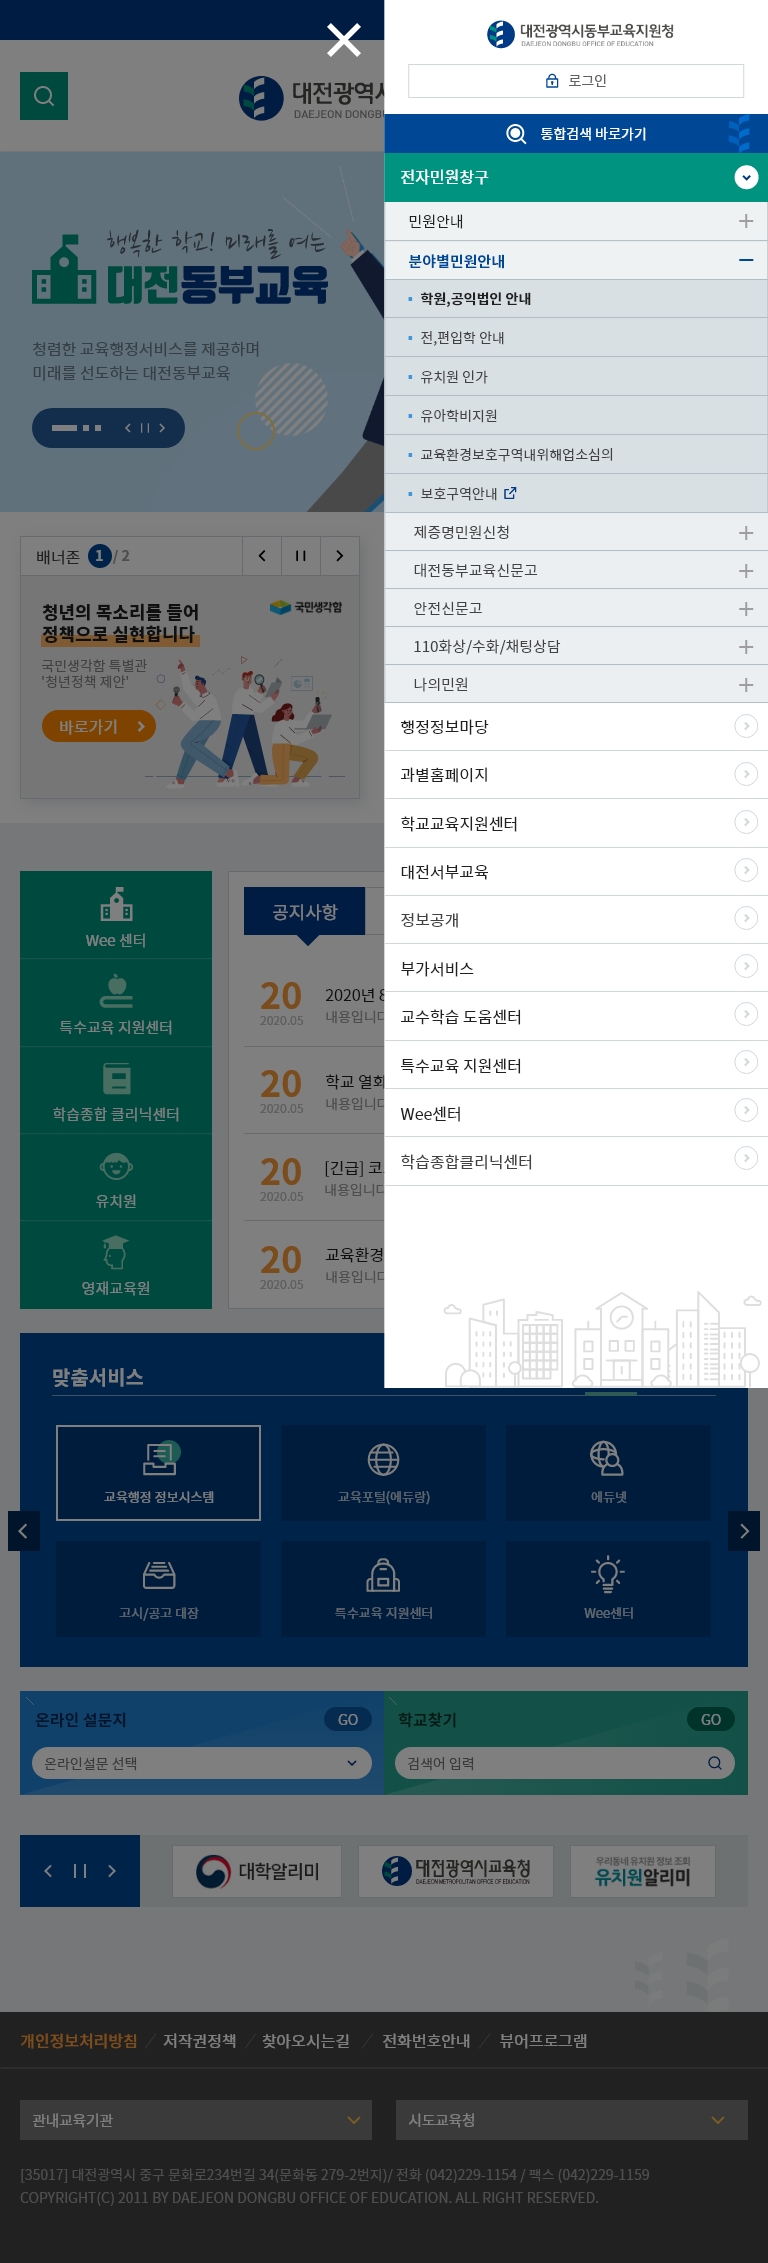 대전광역시동부교육지원청
DAEJEON DONGBU OFFICE OF EDUCATION
로그인
통합검색 바로가기
전자민원창구
민원안내
분야별민원안내
학원,공익법인 안내
전,편입학 안내
유치원 인가
유아학비지원
교육환경보호구역내위해업소심의
보호구역안내
제증명민원신청
대전동부교육신문고
안전신문고
110화상/수화/채팅상담
나의민원
행정정보마당
과별홈페이지
학교교육지원센터
대전서부교육
정보공개
부가서비스
교수학습 도움센터
특수교육 지원센터
Wee센터
학습종합클리닉센터
대전광역시
DAEJEON DONGBU
행복한 학교! 미래를 여는
대전동부교육
청렴한 교육행정서비스를 제공하며
미래를 선도하는 대전동부교육
배너존 1 / 2
청년의 목소리를 들어
정책으로 실현합니다
국민생각함
국민생각함 특별관
'청년정책 제안'
바로가기
Wee 센터
특수교육 지원센터
학습종합 클리닉센터
유치원
영재교육원
공지사항
20
2020.05
2020년
내용입니다
20
2020.05
학교 열화
내용입니다
20
2020.05
[긴급] 코
내용입니다
20
2020.05
교육환경
내용입니다
맞춤서비스
교육행정 정보시스템
교육포털(에듀랑)
에듀넷
고시/공고 대장
특수교육 지원센터
Wee센터
온라인 설문지 GO
온라인설문 선택
학교찾기 GO
검색어 입력
대학알리미
대전광역시교육청
DAEJEON METROPOLITAN OFFICE OF EDUCATION
우리동네 유치원 정보 조회
유치원알리미
개인정보처리방침 / 저작권정책 / 찾아오시는길 / 전화번호안내 / 뷰어프로그램
관내교육기관
시도교육청
[35017] 대전광역시 중구 문화로234번길 34(문화동 279-2번지)/ 전화 (042)229-1154 / 팩스 (042)229-1159
COPYRIGHT(C) 2011 BY DAEJEON DONGBU OFFICE OF EDUCATION. ALL RIGHT RESERVED.